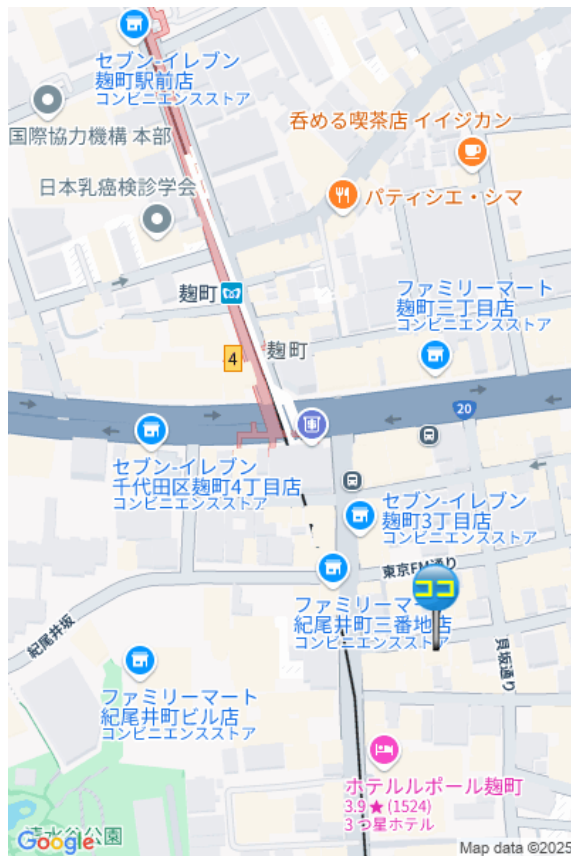 セブン-イレブン
麹町駅前店
コンビニエンスストア
国際協力機構 本部
呑める喫茶店 イイジカン
日本乳癌検診学会
パティシエ・シマ
麹町
ファミリーマート
麹町三丁目店
コンビニエンスストア
麹町
4
20
セブン-イレブン
千代田区麹町4丁目店
コンビニエンスストア
セブン-イレブン
麹町3丁目店
コンビニエンスストア
東京FM通り
ココ
ファミリーマー
紀尾井町三番地店
コンビニエンススト
紀尾井坂
貝坂通り
ファミリーマート
紀尾井町ビル店
コンビニエンスストア
ホテルルポール麹町
3.9★(1524)
3 つ星ホテル
清水谷公園
Google
Map data ©2025